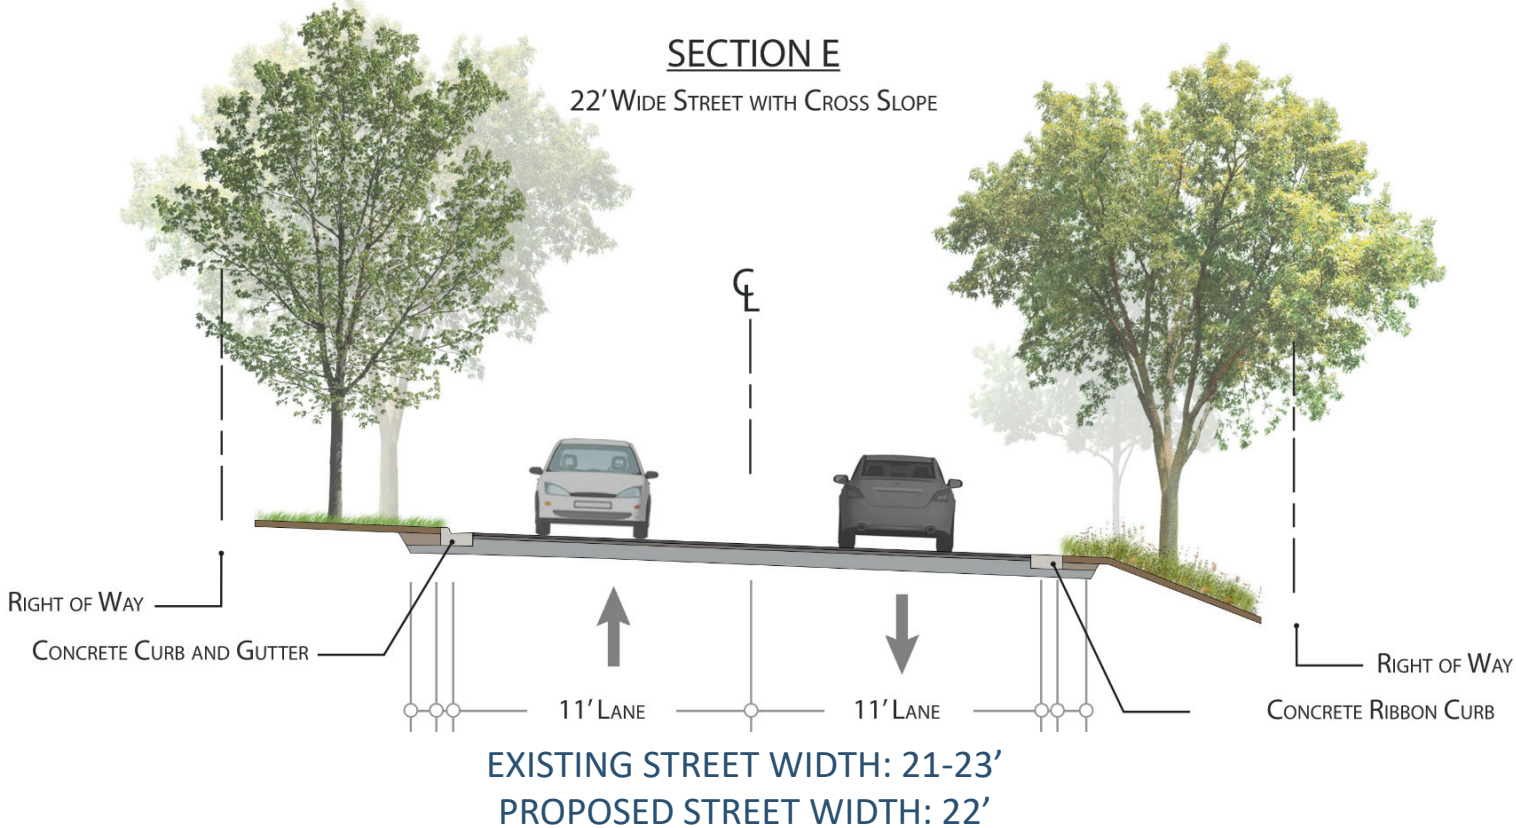 SECTION E
22' WIDE STREET WITH CROSS SLOPE
℄
RIGHT OF WAY
CONCRETE CURB AND GUTTER
11' LANE
11' LANE
RIGHT OF WAY
CONCRETE RIBBON CURB
EXISTING STREET WIDTH: 21-23'
PROPOSED STREET WIDTH: 22'